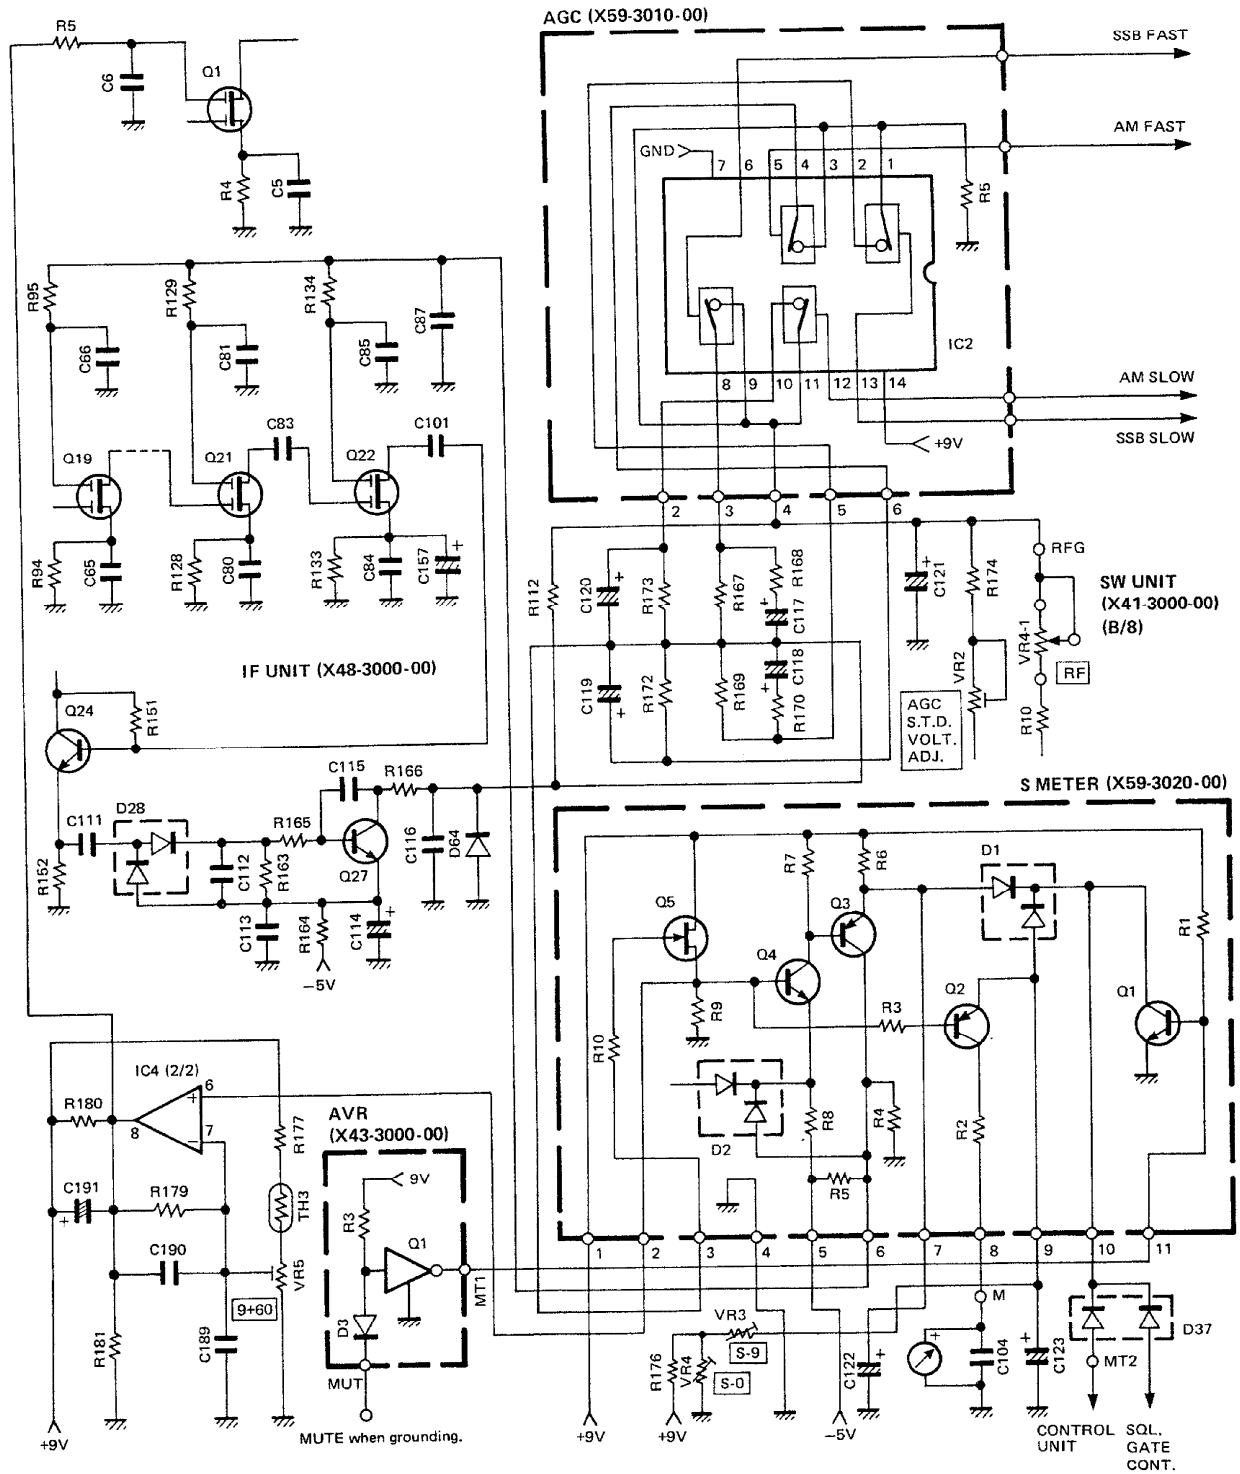 AGC (X59-3010-00)
SSB FAST
R5
C6
Q1
AM FAST
GND
7 6 5 4 3 2 1
R4
C5
R5
R95
R129
R134
C87
C66
C81
C85
IC2
8 9 10 11 12 13 14
AM SLOW
+9V
SSB SLOW
C83
C101
Q19
Q21
Q22
2 3 4 5 6
RFG
R94
C65
R128
C80
R133
C84
C157
+
R112
C120
+
R173
R167
R168
+
C117
+
C121
R174
SW UNIT
(X41-3000-00)
(B/8)
VR4-1
RF
IF UNIT (X48-3000-00)
C119
+
R172
R169
C118
+
R170
VR2
AGC
S.T.D.
VOLT.
ADJ.
R10
Q24
R151
C115
R166
S METER (X59-3020-00)
C111
D28
R165
C116
D64
R152
C112
R163
Q27
C113
R164
C114
+
−5V
R7
R6
D1
Q5
Q3
R1
Q4
Q2
Q1
R9
R3
R10
D2
R8
R4
R2
R5
IC4 (2/2)
6
+
R180
8
7
−
R177
AVR
(X43-3000-00)
C191
+
R179
TH3
9V
R3
Q1
C190
VR5
9+60
MT1
1 2 3 4 5 6 7 8 9 10 11
R181
C189
D3
MUT
M
VR3
S-9
R176
VR4
S-0
C122
+
+
C104
+
C123
D37
MT2
+9V
MUTE when grounding.
+9V
+9V
−5V
CONTROL
UNIT
SQL,
GATE
CONT.